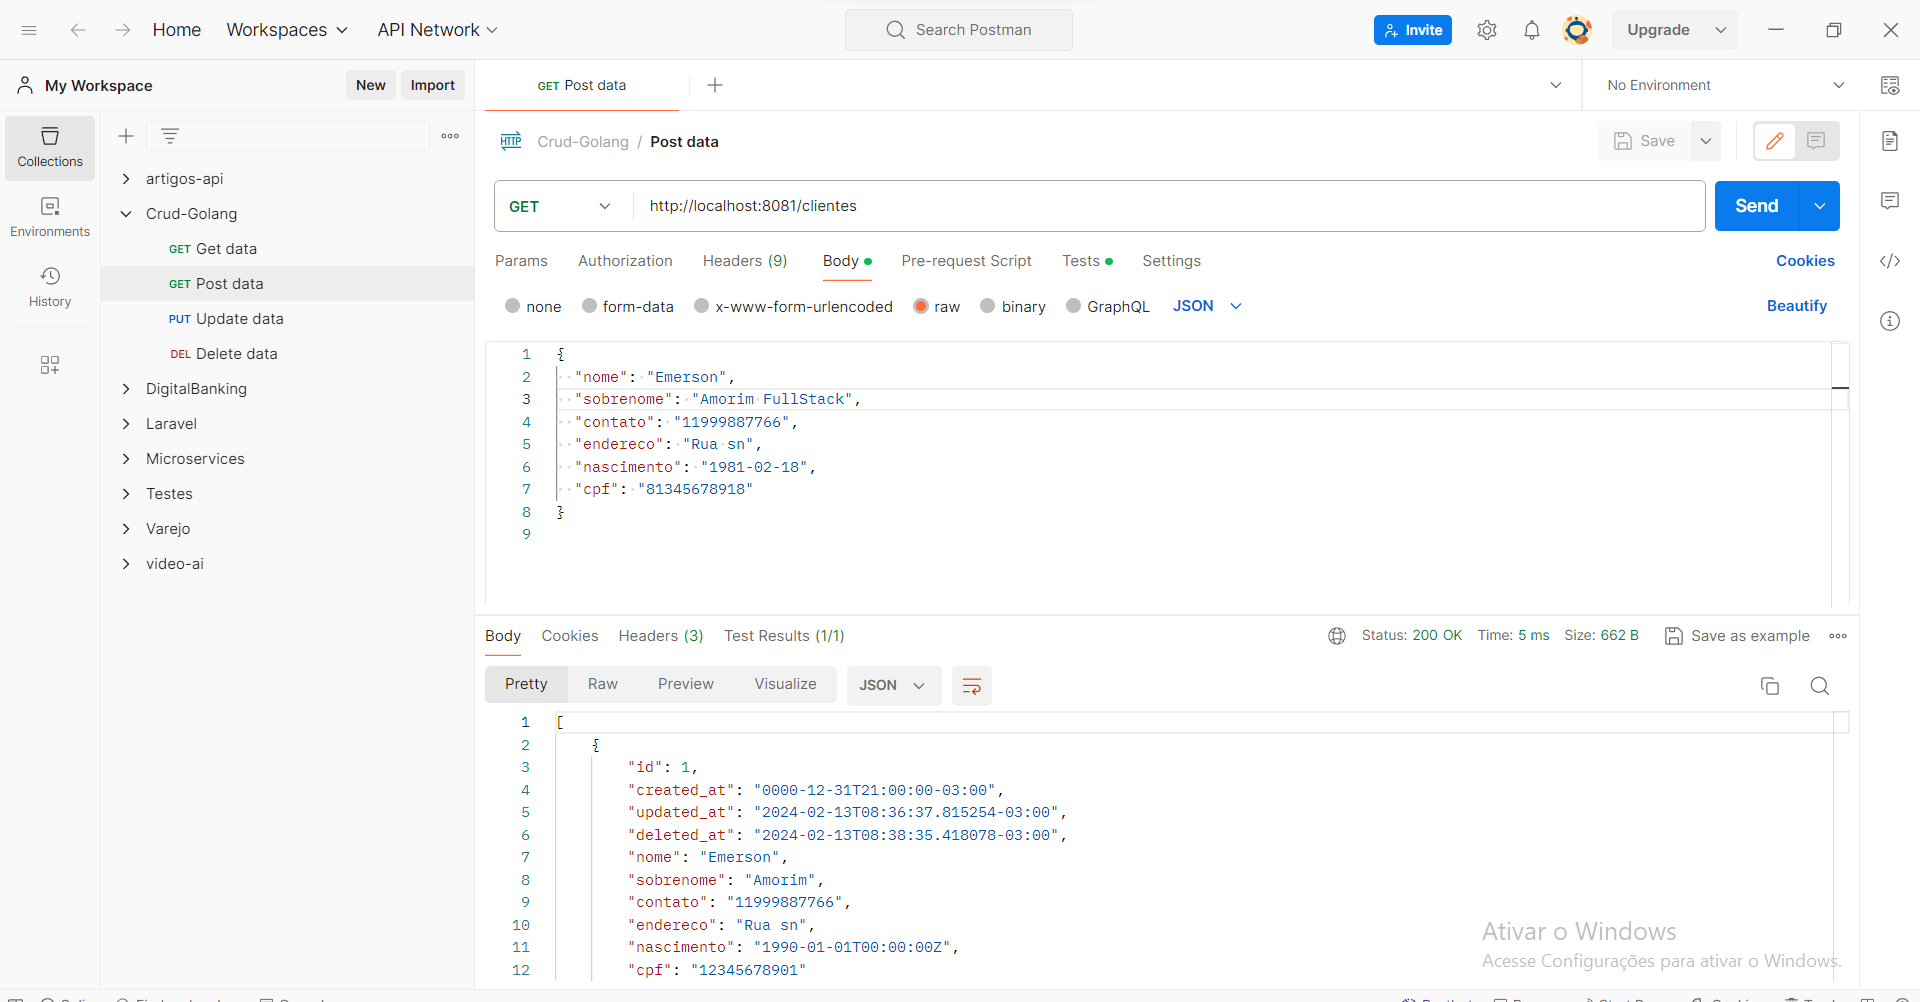 Home Workspaces API Network Search Postman Invite Upgrade
My Workspace New Import GET Post data No Environment
Collections
Environments
History
artigos-api
Crud-Golang
GET Get data
GET Post data
PUT Update data
DEL Delete data
DigitalBanking
Laravel
Microservices
Testes
Varejo
video-ai
HTTP Crud-Golang / Post data Save
GET http://localhost:8081/clientes Send
Params Authorization Headers (9) Body Pre-request Script Tests Settings Cookies
none form-data x-www-form-urlencoded raw binary GraphQL JSON Beautify
1 {
2 "nome": "Emerson",
3 "sobrenome": "Amorim FullStack",
4 "contato": "11999887766",
5 "endereco": "Rua sn",
6 "nascimento": "1981-02-18",
7 "cpf": "81345678918"
8 }
9
Body Cookies Headers (3) Test Results (1/1) Status: 200 OK Time: 5 ms Size: 662 B Save as example
Pretty Raw Preview Visualize JSON
1 [
2 {
3 "id": 1,
4 "created_at": "0000-12-31T21:00:00-03:00",
5 "updated_at": "2024-02-13T08:36:37.815254-03:00",
6 "deleted_at": "2024-02-13T08:38:35.418078-03:00",
7 "nome": "Emerson",
8 "sobrenome": "Amorim",
9 "contato": "11999887766",
10 "endereco": "Rua sn",
11 "nascimento": "1990-01-01T00:00:00Z",
12 "cpf": "12345678901"
Ativar o Windows
Acesse Configurações para ativar o Windows.